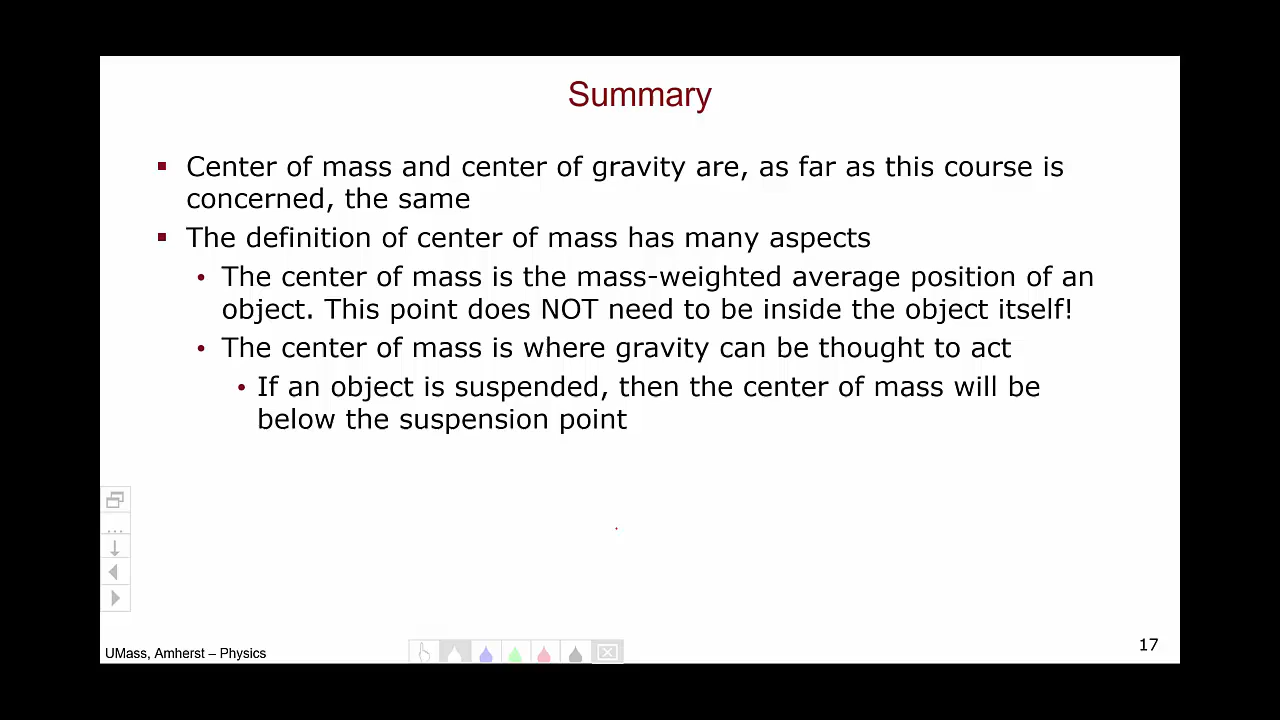 Summary
Center of mass and center of gravity are, as far as this course is
concerned, the same
The definition of center of mass has many aspects
The center of mass is the mass-weighted average position of an
object. This point does NOT need to be inside the object itself!
The center of mass is where gravity can be thought to act
If an object is suspended, then the center of mass will be
below the suspension point
UMass, Amherst – Physics
17